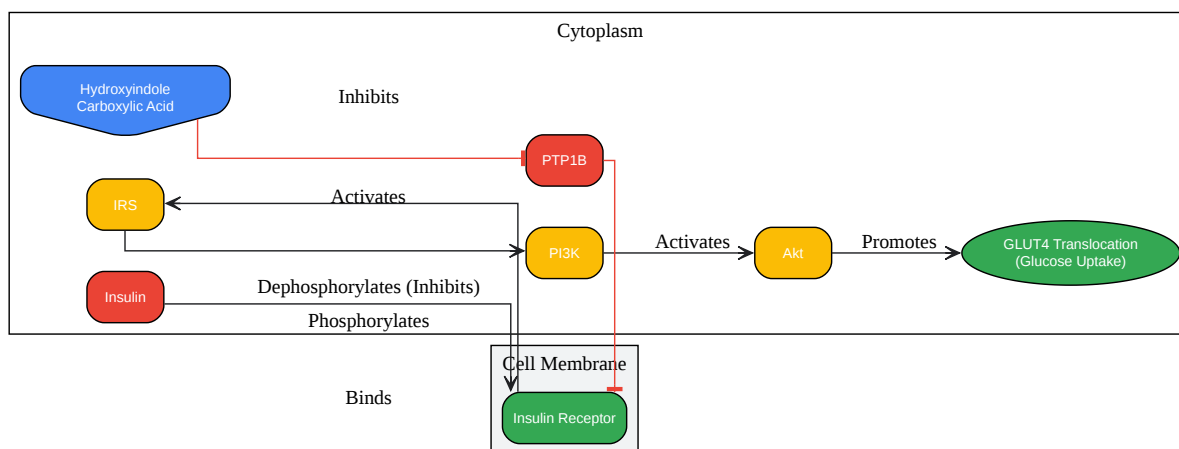 Cytoplasm
Hydroxyindole
Carboxylic Acid
Inhibits
PTP1B
IRS
Activates
PI3K
Activates
Akt
Promotes
GLUT4 Translocation
(Glucose Uptake)
Insulin
Dephosphorylates (Inhibits)
Phosphorylates
Cell Membrane
Binds
Insulin Receptor